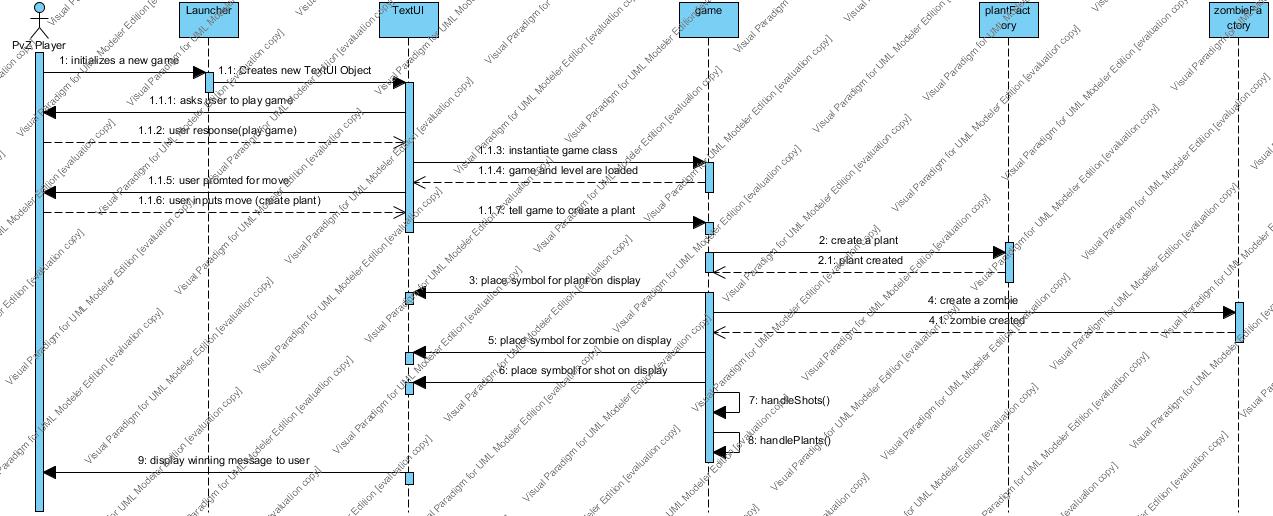 Launcher
TextUI
game
plantFact
ory
zombieFa
ctory
PvZ Player
1: initializes a new game
1.1: Creates new TextUI Object
1.1.1: asks user to play game
1.1.2: user response(play game)
1.1.3: instantiate game class
1.1.4: game and level are loaded
1.1.5: user promted for move
1.1.6: user inputs move (create plant)
1.1.7: tell game to create a plant
2: create a plant
2.1: plant created
3: place symbol for plant on display
4: create a zombie
4.1: zombie created
5: place symbol for zombie on display
6: place symbol for shot on display
7: handleShots()
8: handlePlants()
9: display winning message to user
Visual Paradigm for UML Modeler Edition [evaluation copy]